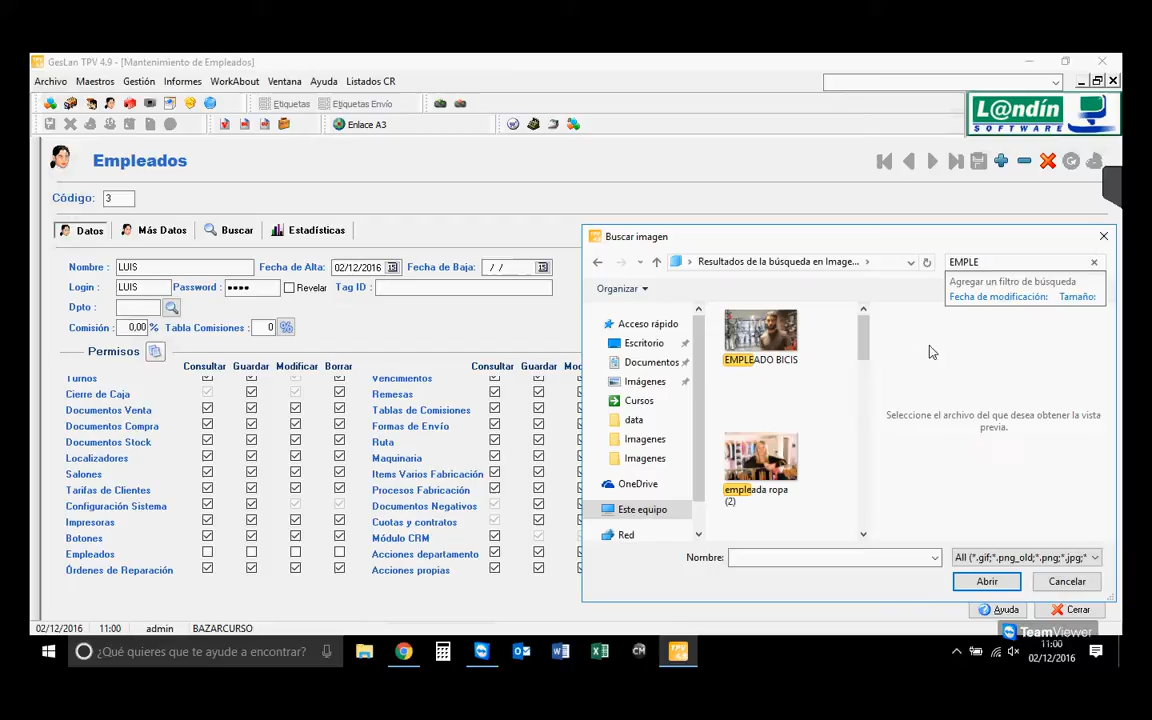 GesLan TPV 4.9 - [Mantenimiento de Empleados]
Archivo Maestros Gestión Informes WorkAbout Ventana Ayuda Listados CR
Etiquetas Etiquetas Envío
Enlace A3
L@ndín
SOFTWARE
Empleados
Código: 3
Datos Más Datos Buscar Estadísticas
Nombre : LUIS Fecha de Alta: 02/12/2016 Fecha de Baja: / /
Login : LUIS Password : •••• Revelar Tag ID :
Dpto :
Comisión : 0,00 % Tabla Comisiones : 0
Permisos
Consultar Guardar Modificar Borrar Consultar Guardar
Turnos Vencimientos
Cierre de Caja Remesas
Documentos Venta Tablas de Comisiones
Documentos Compra Formas de Envío
Documentos Stock Ruta
Localizadores Maquinaria
Salones Items Varios Fabricación
Tarifas de Clientes Procesos Fabricación
Configuración Sistema Documentos Negativos
Impresoras Cuotas y contratos
Botones Módulo CRM
Empleados Acciones departamento
Órdenes de Reparación Acciones propias
Buscar imagen
Resultados de la búsqueda en Image... EMPLE
Agregar un filtro de búsqueda
Fecha de modificación: Tamaño:
Organizar
Acceso rápido
Escritorio
Documentos
Imágenes
Cursos
data
Imagenes
Imagenes
OneDrive
Este equipo
Red
EMPLEADO BICIS
empleada ropa
(2)
Seleccione el archivo del que desea obtener la vista
previa.
Nombre: All (*.gif;*.png_old;*.png;*.jpg;*
Abrir Cancelar
Ayuda Cerrar
02/12/2016 11:00 admin BAZARCURSO
TeamViewer
¿Qué quieres que te ayude a encontrar?
TPV
4.9
11:00
02/12/2016